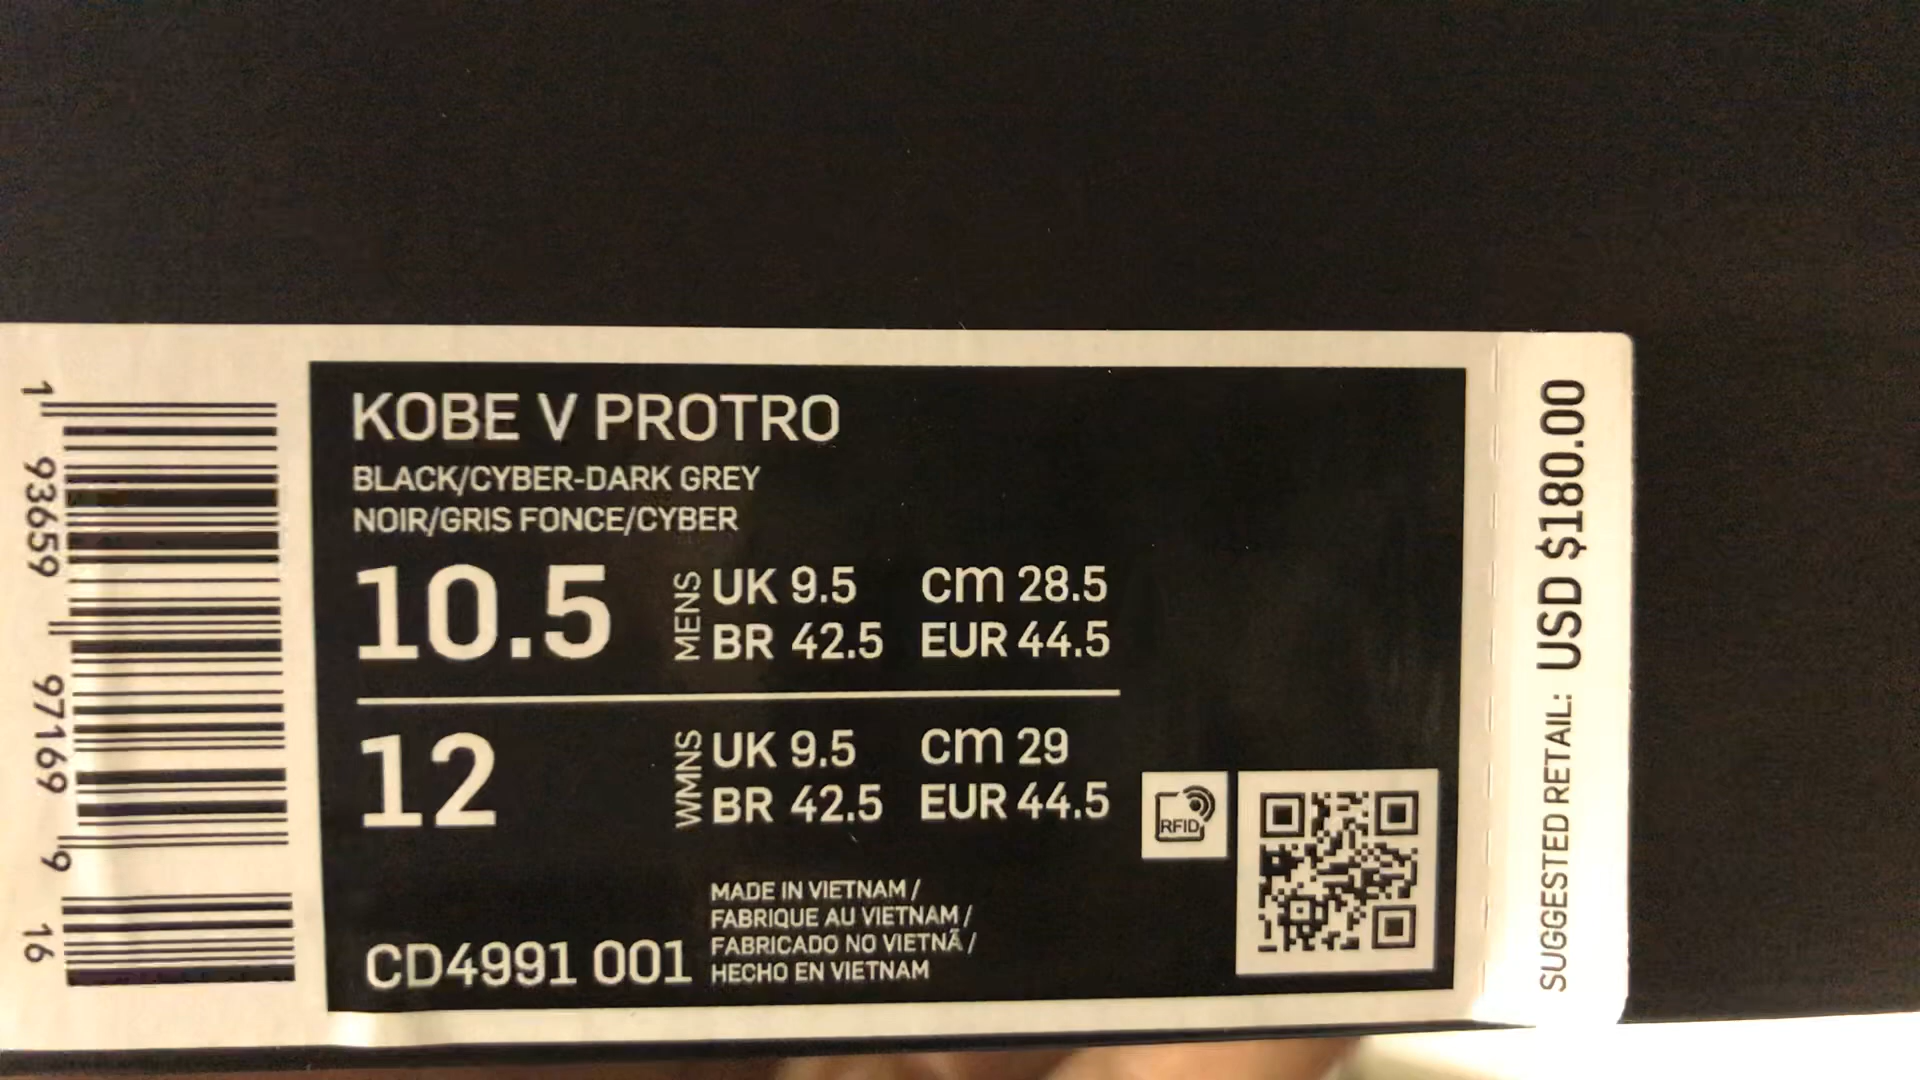 1 93659 97169 9 16
KOBE V PROTRO
BLACK/CYBER-DARK GREY
NOIR/GRIS FONCE/CYBER
10.5 MENS UK 9.5 cm 28.5
BR 42.5 EUR 44.5
12 WMNS UK 9.5 cm 29
BR 42.5 EUR 44.5
RFID
MADE IN VIETNAM /
FABRIQUE AU VIETNAM /
FABRICADO NO VIETNÃ /
HECHO EN VIETNAM
CD4991 001
SUGGESTED RETAIL: USD $180.00